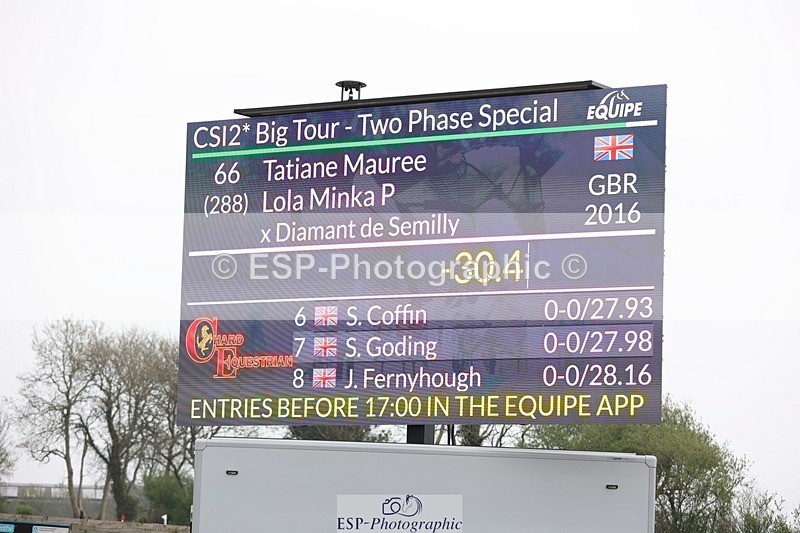 CSI2* Big Tour - Two Phase Special EQUIPE
66 Tatiane Mauree
(288) Lola Minka P GBR
x Diamant de Semilly 2016
-30.4
© ESP-Photographic ©
6 S. Coffin 0-0/27.93
7 S. Goding 0-0/27.98
8 J. Fernyhough 0-0/28.16
CHARD EQUESTRIAN
ENTRIES BEFORE 17:00 IN THE EQUIPE APP
ESP-Photographic